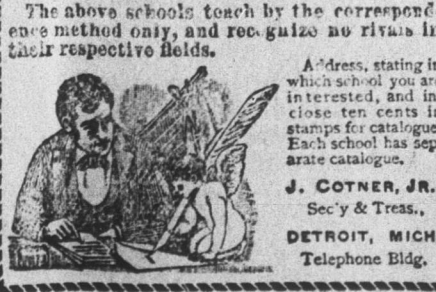 The above schools teach by the correspond
ence method only, and recognize no rivals in
their respective fields.
Address, stating in
which school you are
interested, and in
close ten cents in
stamps for catalogue
Each school has sep
arate catalogue.
J. COTNER, JR.
Sec'y & Treas.,
DETROIT, MICH
Telephone Bldg.